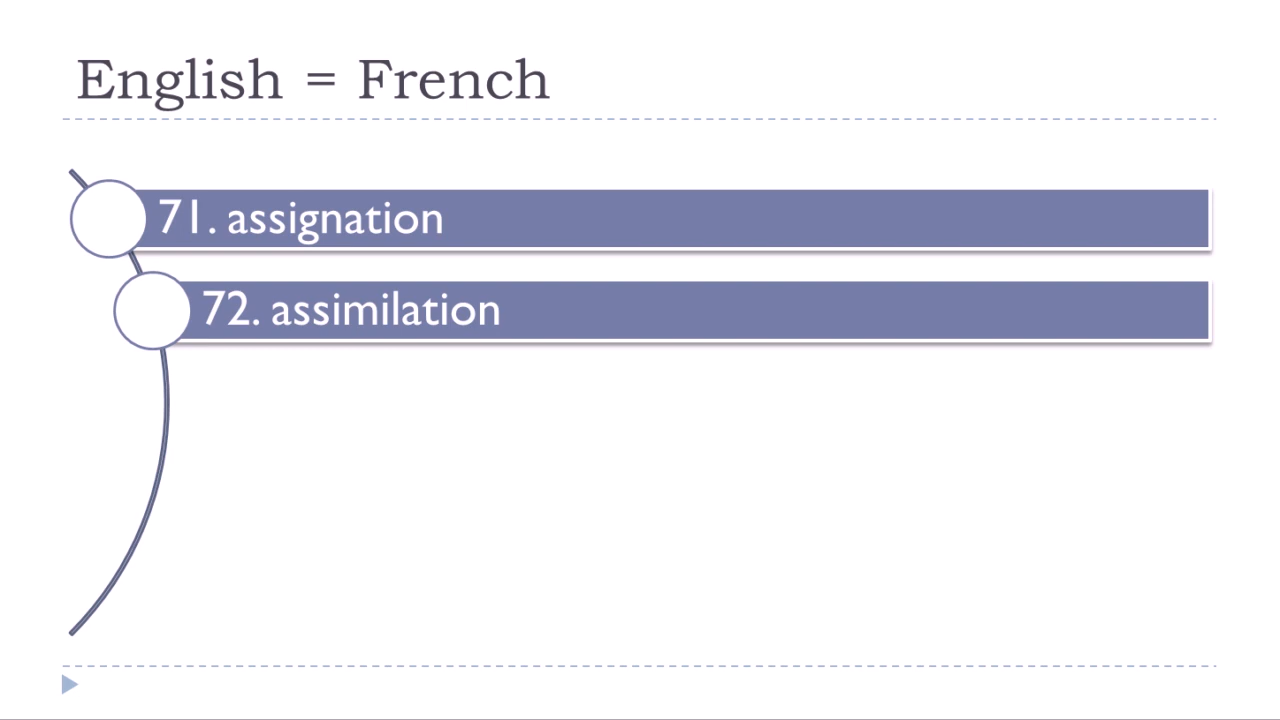 English = French
71. assignation
72. assimilation